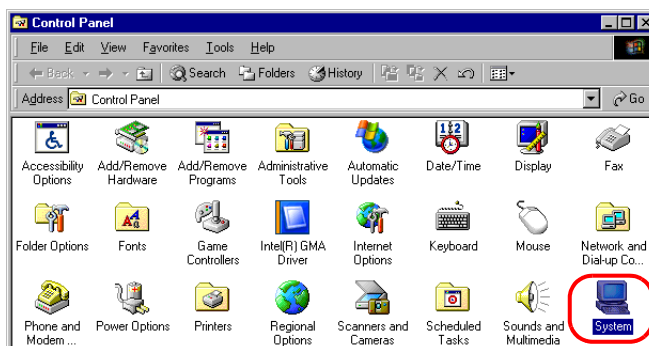 Control Panel
File Edit View Favorites Tools Help
Back Search Folders History
Address Control Panel Go
Accessibility Options
Add/Remove Hardware
Add/Remove Programs
Administrative Tools
Automatic Updates
Date/Time
Display
Fax
Folder Options
Fonts
Game Controllers
Intel(R) GMA Driver
Internet Options
Keyboard
Mouse
Network and Dial-up Co...
Phone and Modem ...
Power Options
Printers
Regional Options
Scanners and Cameras
Scheduled Tasks
Sounds and Multimedia
System